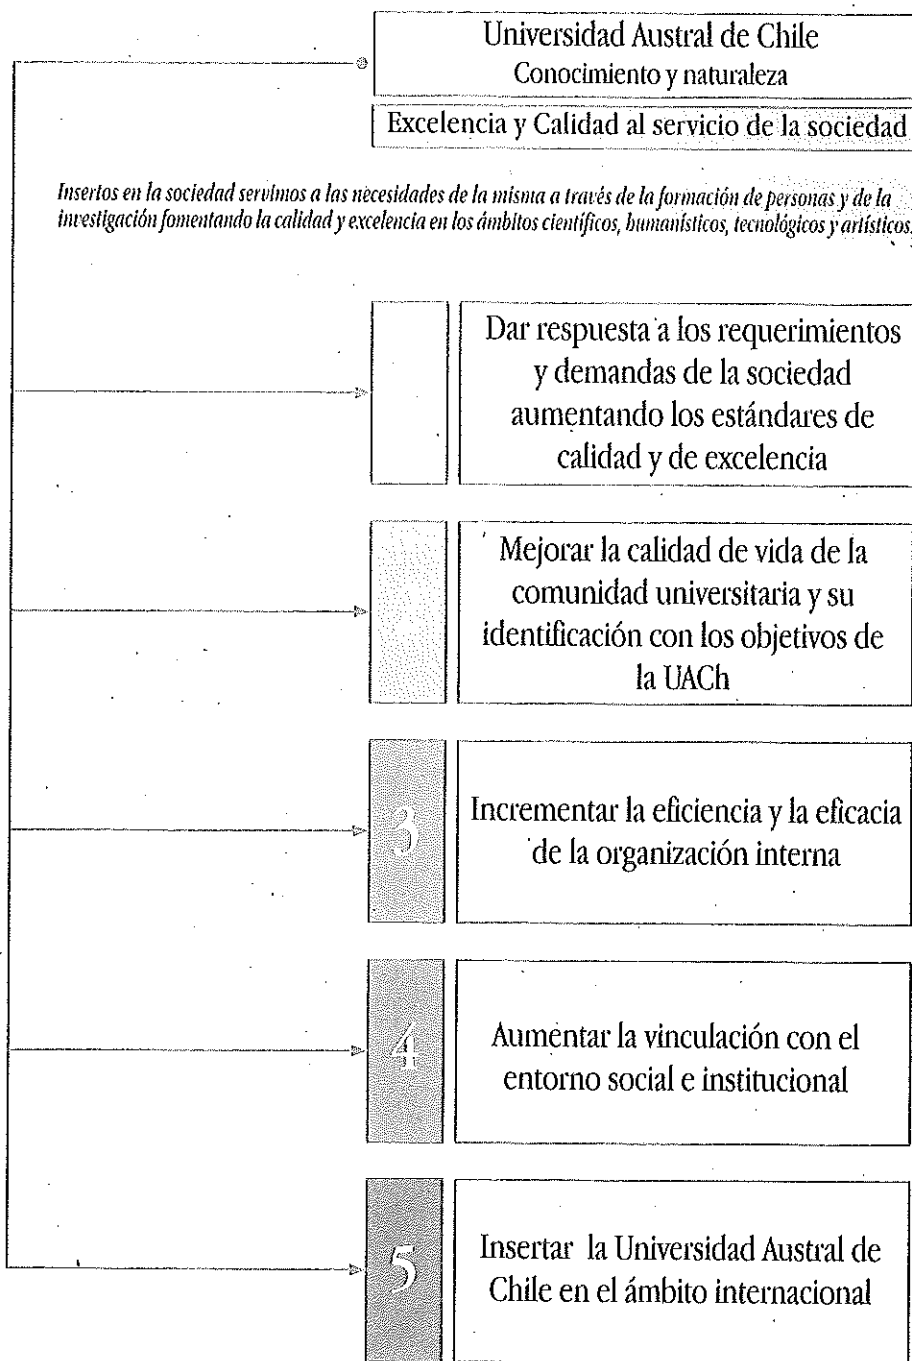 Universidad Austral de Chile
Conocimiento y naturaleza
Excelencia y Calidad al servicio de la sociedad
Insertos en la sociedad servimos a las necesidades de la misma a través de la formación de personas y de la
investigación fomentando la calidad y excelencia en los ámbitos científicos, humanísticos, tecnológicos y artísticos.
Dar respuesta a los requerimientos
y demandas de la sociedad
aumentando los estándares de
calidad y de excelencia
Mejorar la calidad de vida de la
comunidad universitaria y su
identificación con los objetivos de
la UACh
3
Incrementar la eficiencia y la eficacia
de la organización interna
4
Aumentar la vinculación con el
entorno social e institucional
5
Insertar la Universidad Austral de
Chile en el ámbito internacional